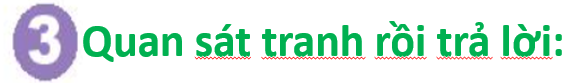 3 Quan sát tranh rồi trả lời: